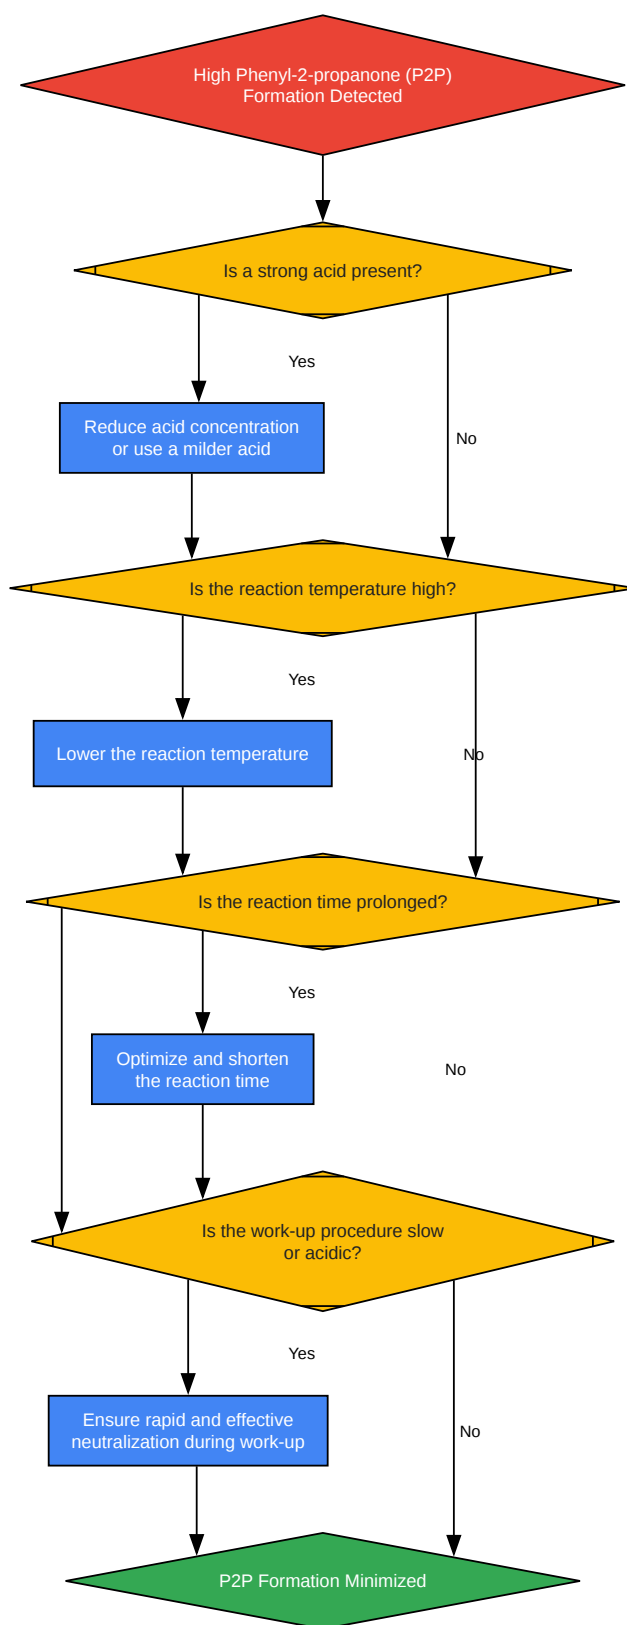 High Phenyl-2-propanone (P2P)
Formation Detected
Is a strong acid present?
Yes
Reduce acid concentration
or use a milder acid
No
Is the reaction temperature high?
Yes
Lower the reaction temperature
No
Is the reaction time prolonged?
Yes
Optimize and shorten
the reaction time
No
Is the work-up procedure slow
or acidic?
Yes
Ensure rapid and effective
neutralization during work-up
No
P2P Formation Minimized